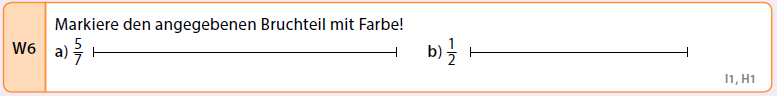 Markiere den angegebenen Bruchteil mit Farbe!
W6 a) 5/7 b) 1/2
I1, H1